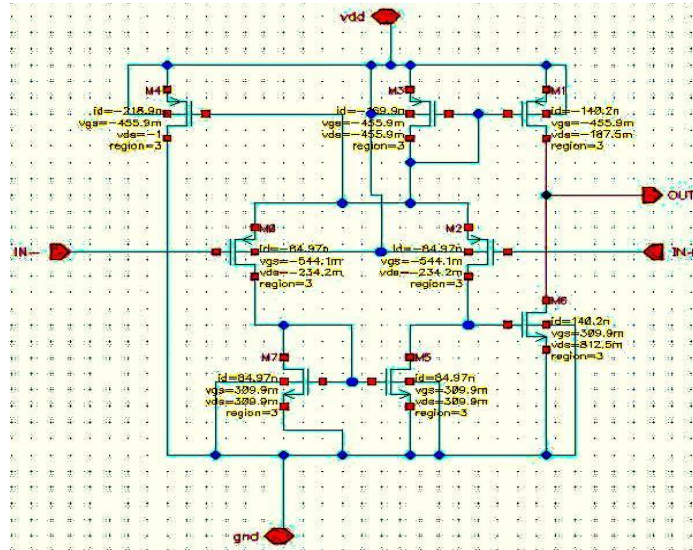 vdd
M4
M3
M1
id=-218.9n
vgs=-455.9m
vds=-1
region=3
vgs=-455.9m
vds=-455.9m
region=3
id=-140.2n
vgs=-455.9m
vds=-187.5m
region=3
OUT
M0
M2
IN-
id=-84.97n
vgs=-544.1m
vds=-234.2m
region=3
id=-84.97n
vgs=-544.1m
vds=-234.2m
region=3
M6
id=140.2n
vgs=309.9m
vds=812.5m
region=3
M7
M5
id=84.97n
vgs=309.9m
vds=309.9m
region=3
id=84.97n
vgs=309.9m
vds=309.9m
region=3
gnd